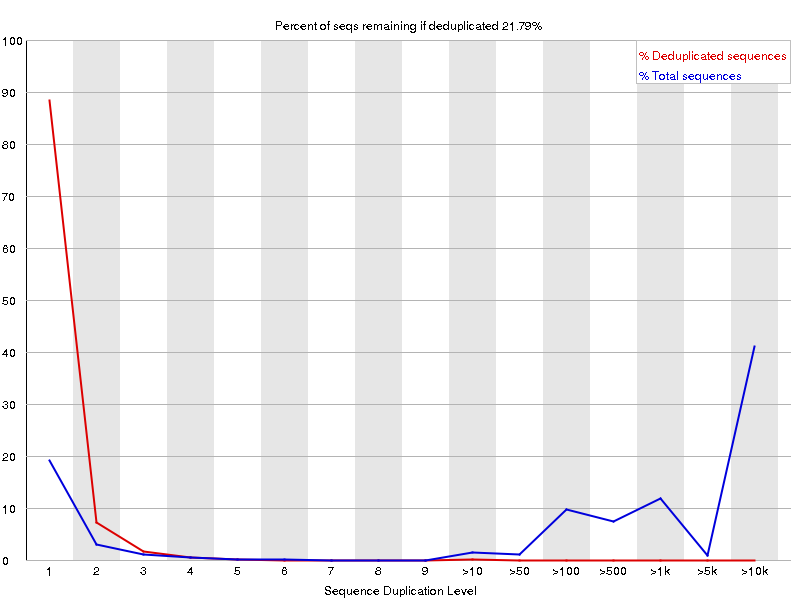 Percent of seqs remaining if deduplicated 21.79%
% Deduplicated sequences
% Total sequences
100
90
80
70
60
50
40
30
20
10
0
1 2 3 4 5 6 7 8 9 >10 >50 >100 >500 >1k >5k >10k
Sequence Duplication Level